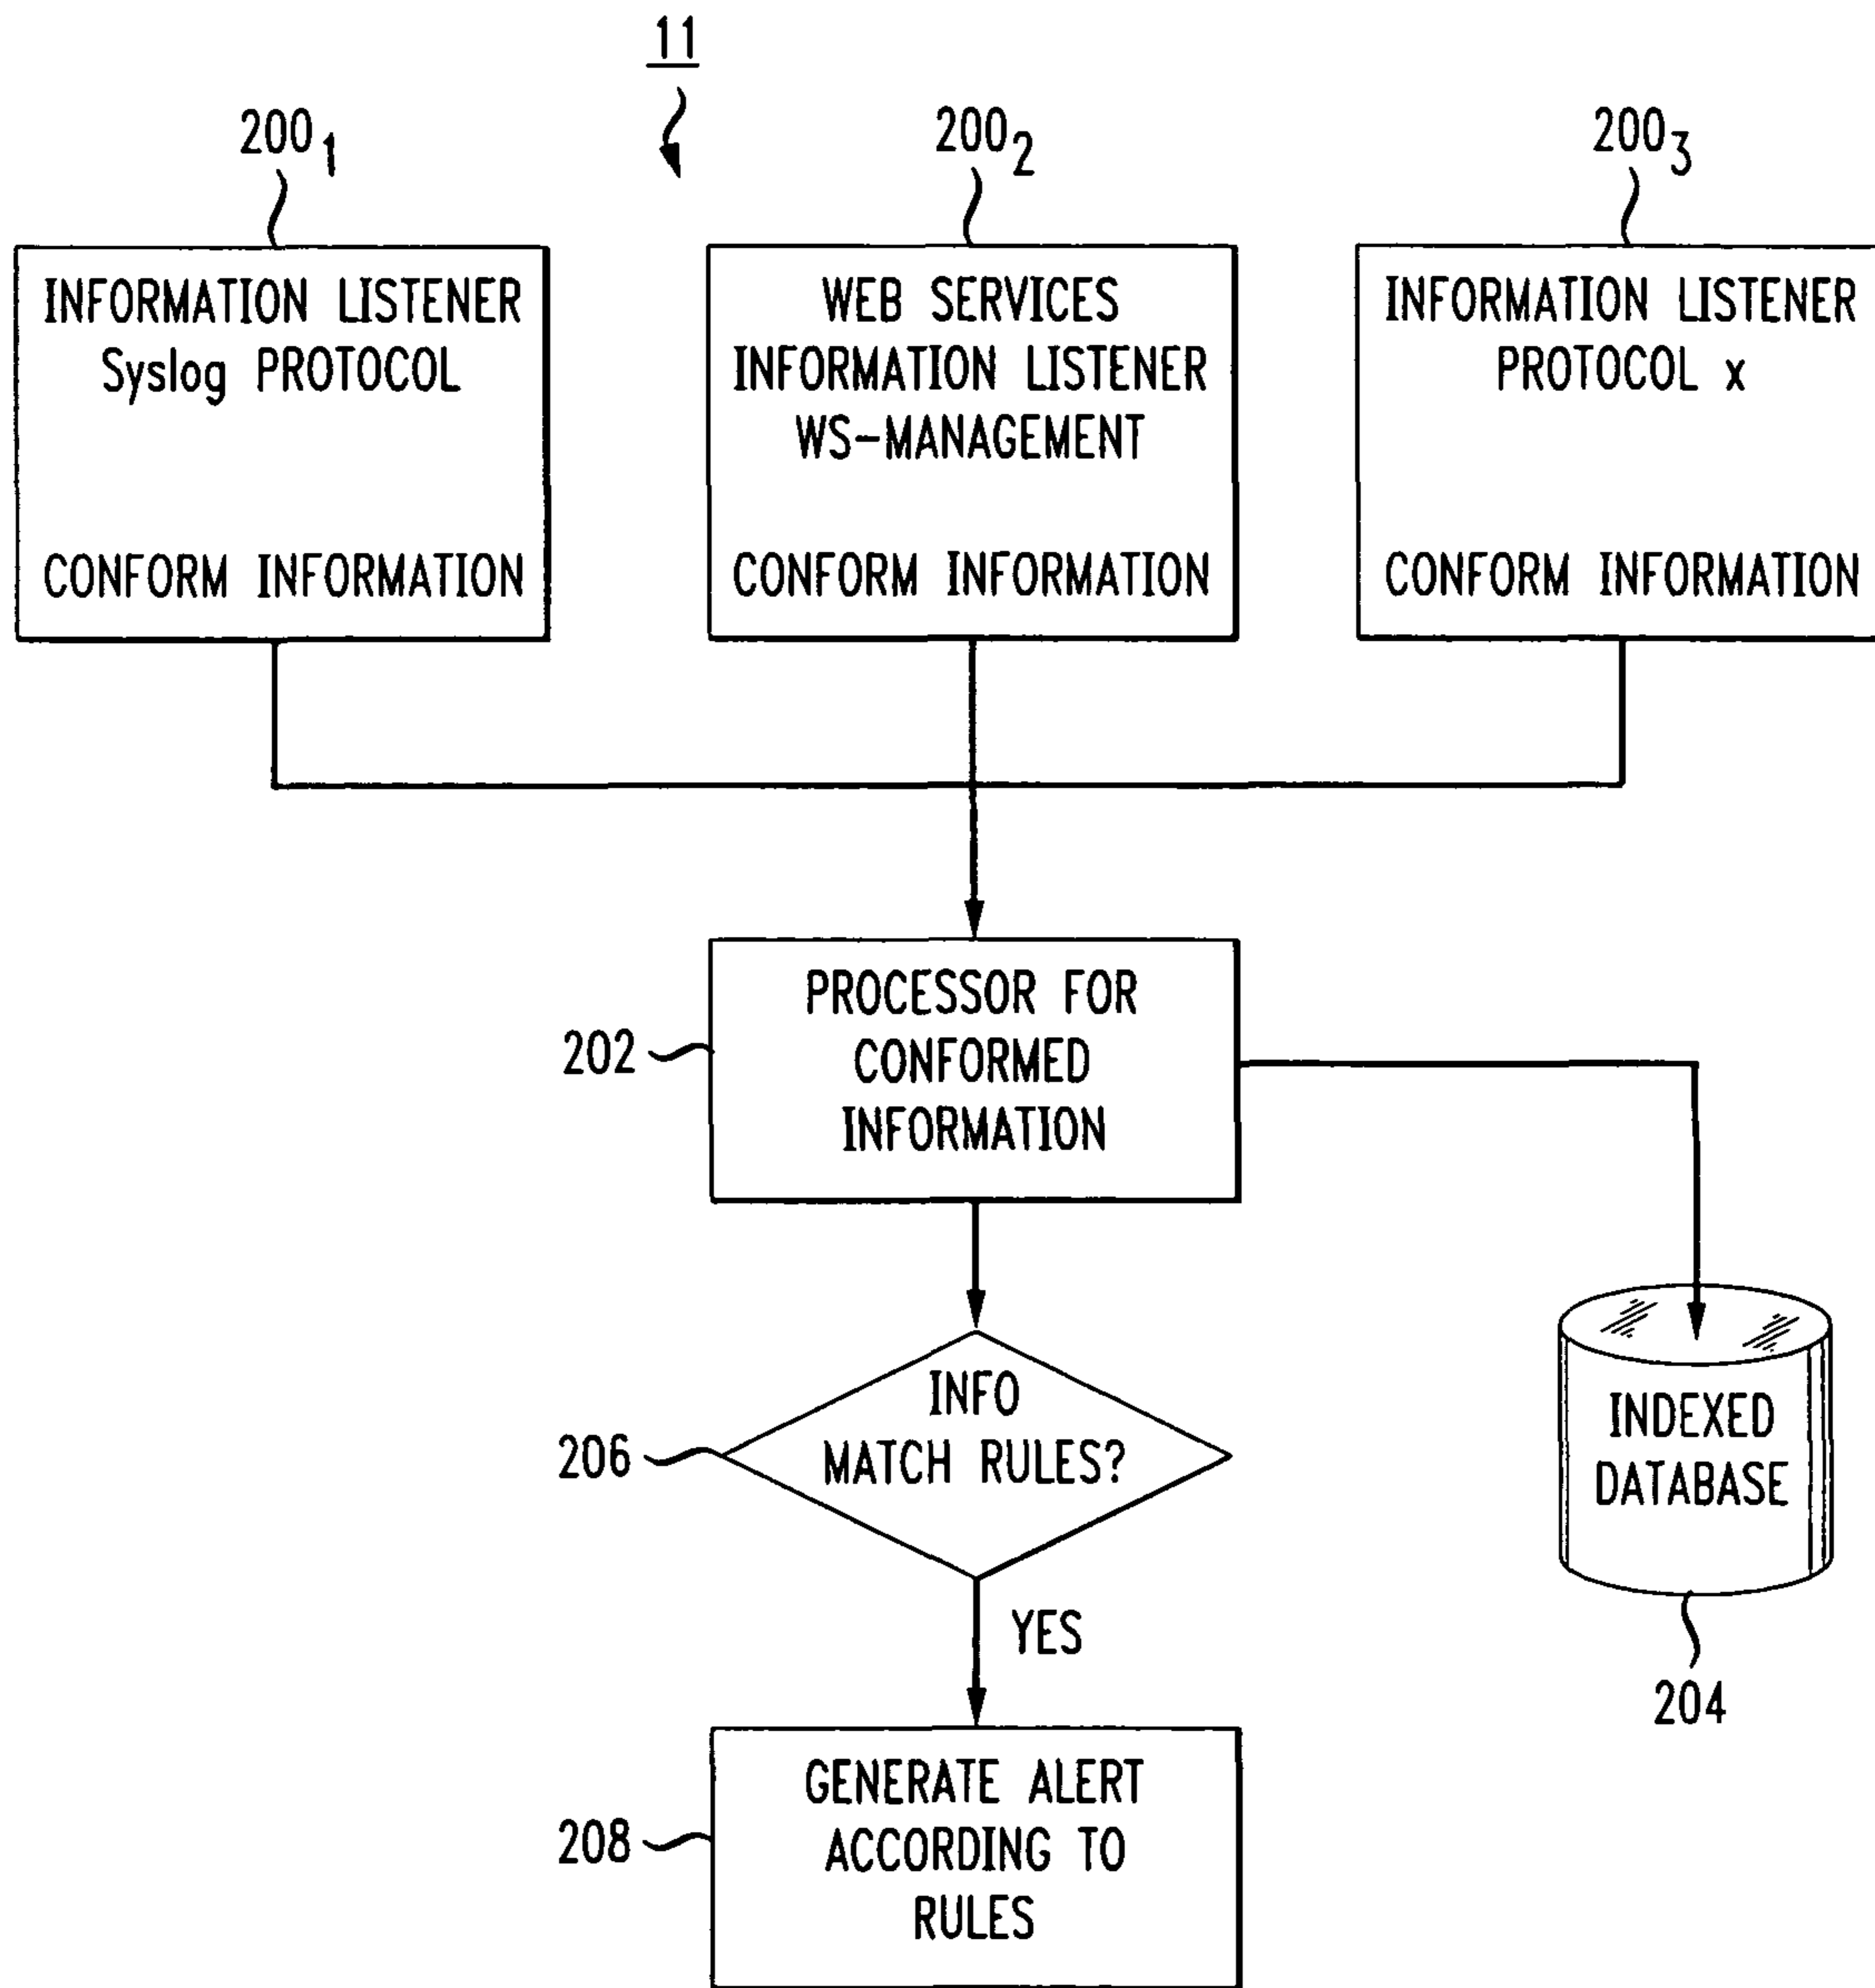 11
200₁
200₂
200₃
INFORMATION LISTENER
Syslog PROTOCOL
CONFORM INFORMATION
WEB SERVICES
INFORMATION LISTENER
WS-MANAGEMENT
CONFORM INFORMATION
INFORMATION LISTENER
PROTOCOL x
CONFORM INFORMATION
202
PROCESSOR FOR
CONFORMED
INFORMATION
206
INFO
MATCH RULES?
INDEXED
DATABASE
204
YES
208
GENERATE ALERT
ACCORDING TO
RULES